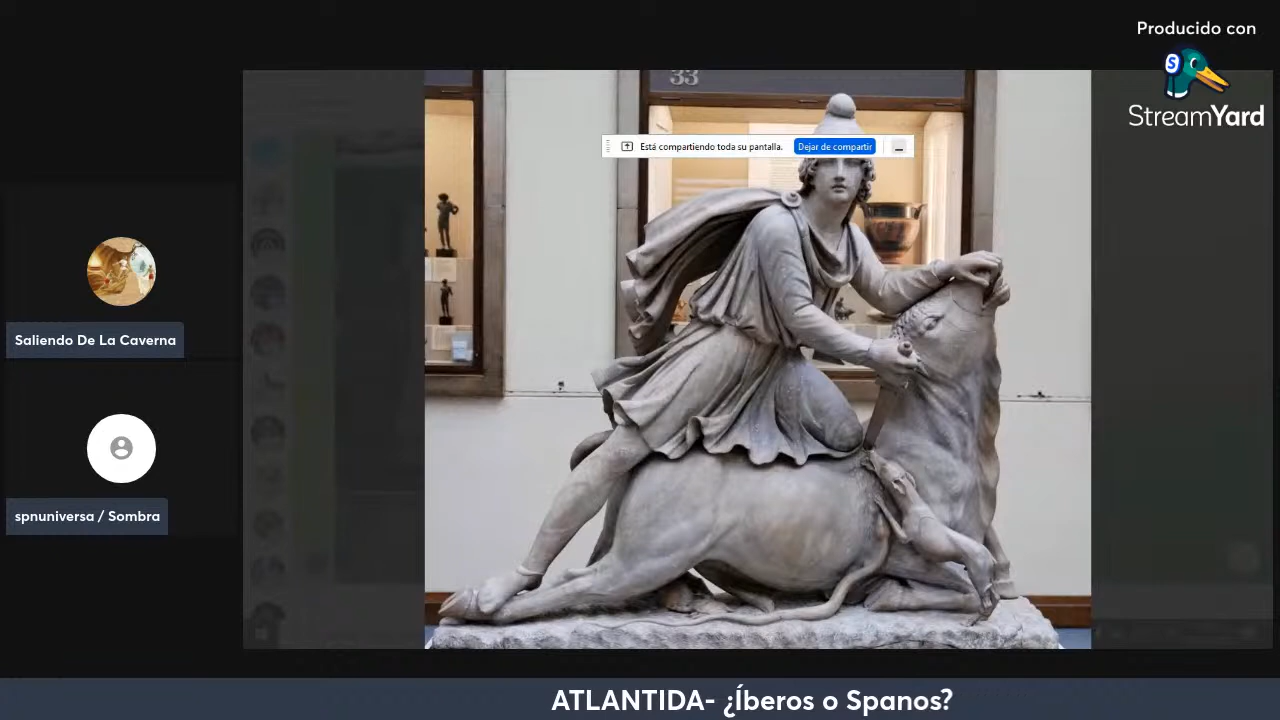 Producido con
StreamYard
33
Está compartiendo toda su pantalla.
Dejar de compartir
Saliendo De La Caverna
spnuniversa / Sombra
ATLANTIDA- ¿Íberos o Spanos?